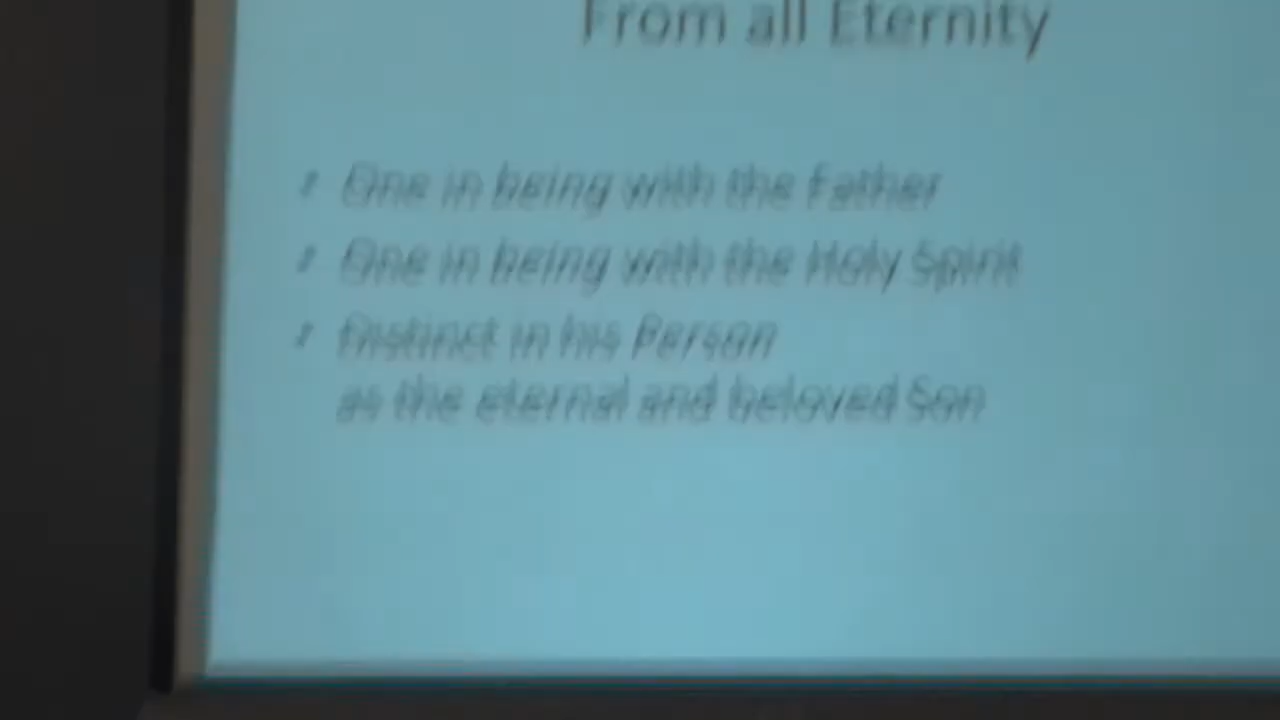 From all Eternity
One in being with the Father
One in being with the Holy Spirit
Distinct in his Person
as the eternal and beloved Son